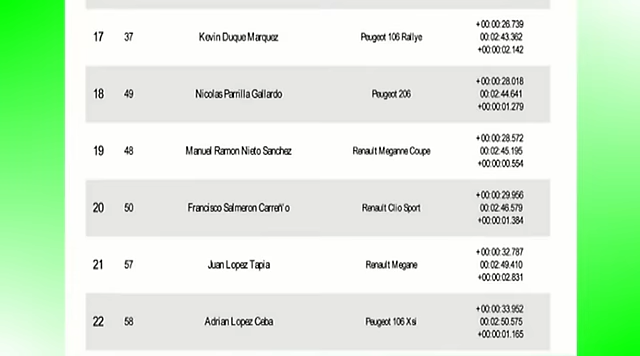 +00:00:26.739
17 37 Kevin Duque Marquez Peugeot 106 Rallye 00:02:43.362
+00:00:02.142
+00:00:28.018
18 49 Nicolas Parrilla Gallardo Peugeot 206 00:02:44.641
+00:00:01.279
+00:00:28.572
19 48 Manuel Ramon Nieto Sanchez Renault Meganne Coupe 00:02:45.195
+00:00:00.554
+00:00:29.956
20 50 Francisco Salmeron Carreñ´o Renault Clio Sport 00:02:46.579
+00:00:01.384
+00:00:32.787
21 57 Juan Lopez Tapia Renault Megane 00:02:49.410
+00:00:02.831
+00:00:33.952
22 58 Adrian Lopez Ceba Peugeot 106 Xsi 00:02:50.575
+00:00:01.165